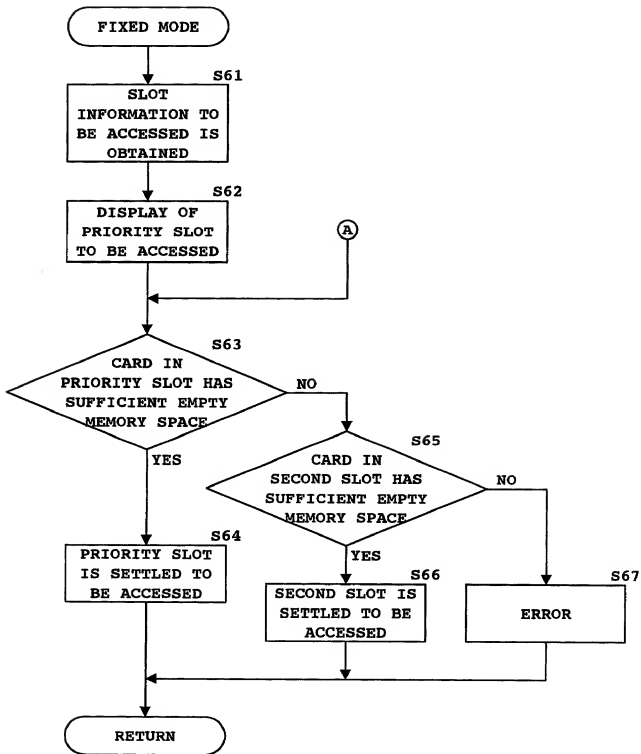 FIXED MODE
S61
SLOT
INFORMATION TO
BE ACCESSED IS
OBTAINED
S62
DISPLAY OF
PRIORITY SLOT
TO BE ACCESSED
A
S63
CARD IN
PRIORITY SLOT HAS
SUFFICIENT EMPTY
MEMORY SPACE
NO
YES
S65
CARD IN
SECOND SLOT HAS
SUFFICIENT EMPTY
MEMORY SPACE
NO
YES
S64
PRIORITY SLOT
IS SETTLED TO
BE ACCESSED
S66
SECOND SLOT IS
SETTLED TO BE
ACCESSED
S67
ERROR
RETURN